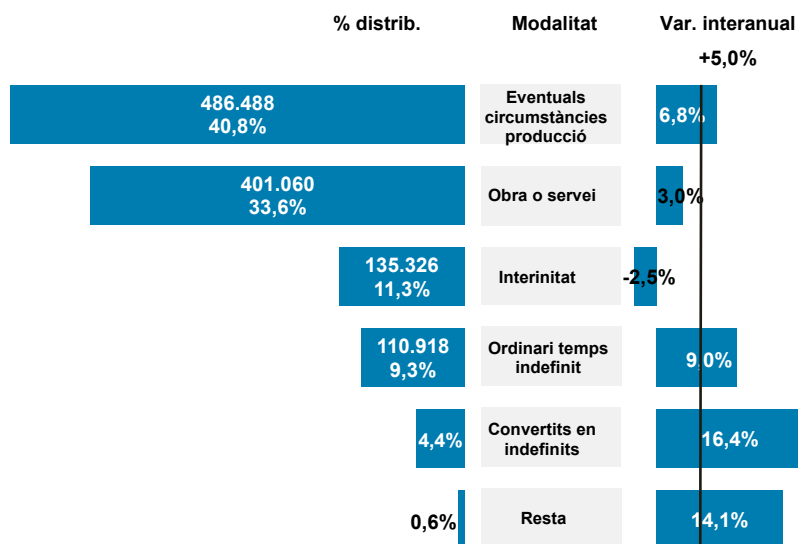 % distrib. Modalitat Var. interanual
+5,0%
486.488
40,8%
Eventuals
circumstàncies
producció
6,8%
401.060
33,6%
Obra o servei
3,0%
135.326
11,3%
Interinitat
-2,5%
110.918
9,3%
Ordinari temps
indefinit
9,0%
4,4%
Convertits en
indefinits
16,4%
0,6%
Resta
14,1%